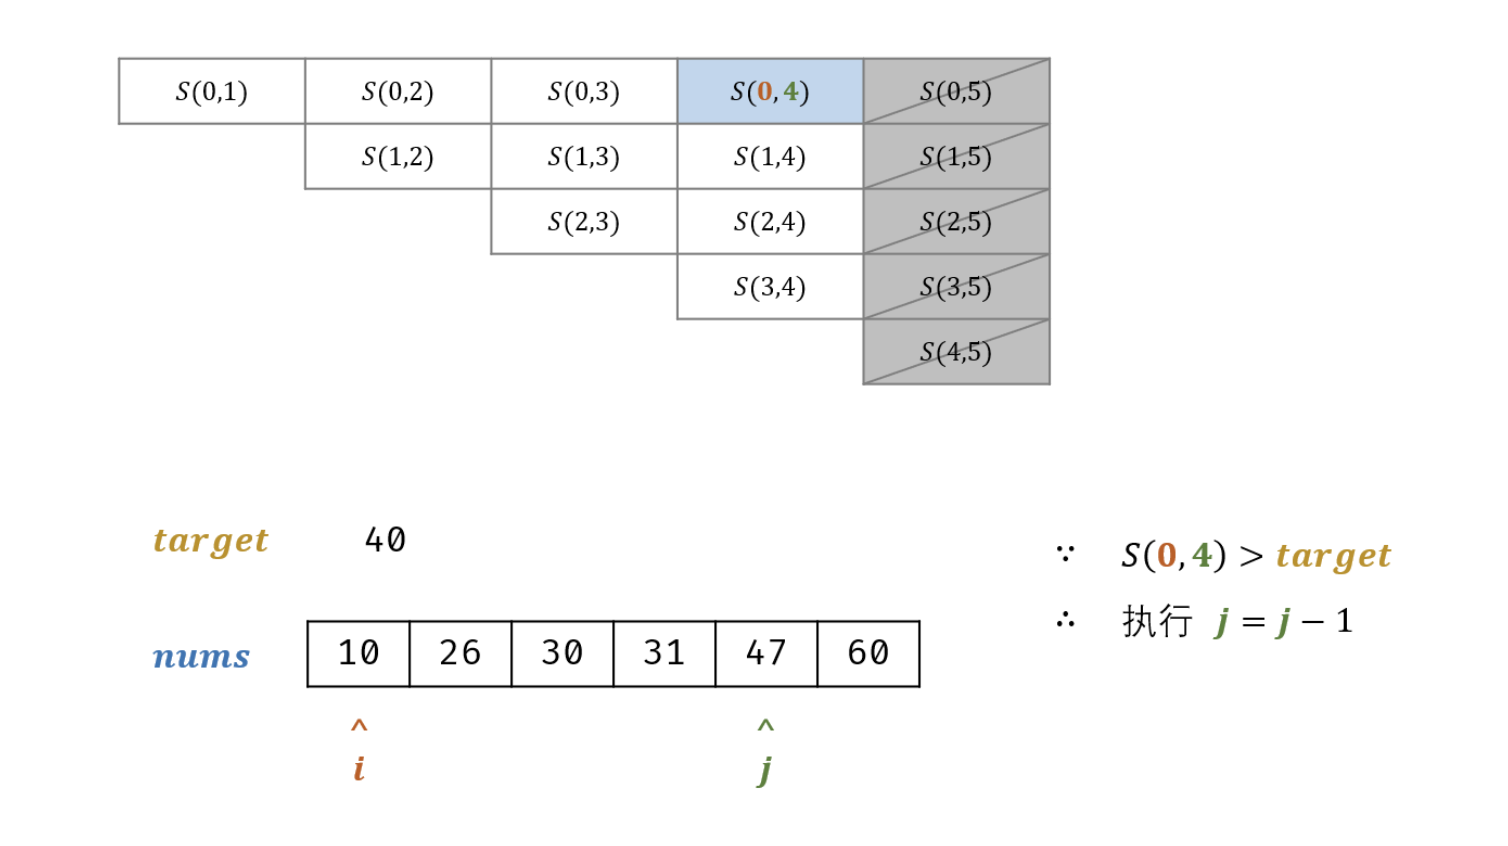 S(0,1) S(0,2) S(0,3) S(0,4) S(0,5)
S(1,2) S(1,3) S(1,4) S(1,5)
S(2,3) S(2,4) S(2,5)
S(3,4) S(3,5)
S(4,5)
target 40
nums 10 26 30 31 47 60
^ ^
i j
∵ S(0,4) > target
∴ 执行 j = j − 1